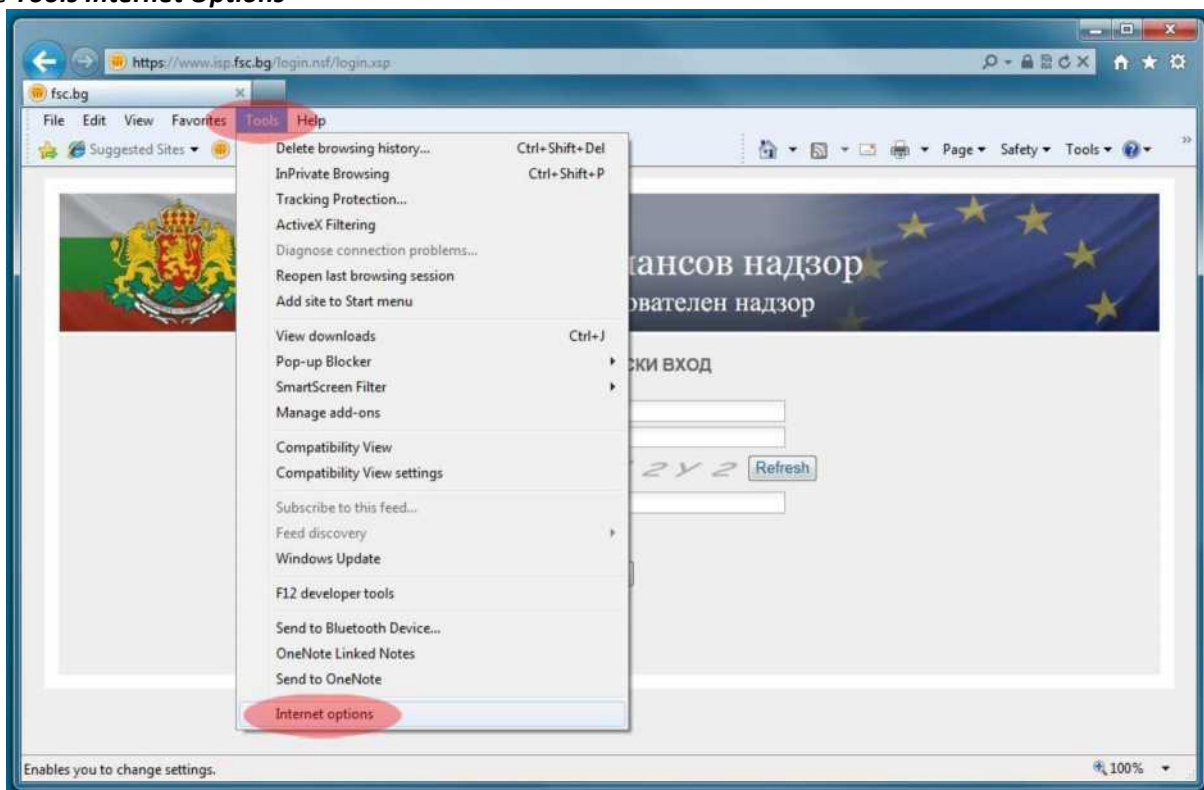 Tools Internet Options
https://www.isp.fsc.bg/login.nsf/login.xsp
fsc.bg
File Edit View Favorites Tools Help
Suggested Sites
Page Safety Tools
Delete browsing history... Ctrl+Shift+Del
InPrivate Browsing Ctrl+Shift+P
Tracking Protection...
ActiveX Filtering
Diagnose connection problems...
Reopen last browsing session
Add site to Start menu
View downloads Ctrl+J
Pop-up Blocker
SmartScreen Filter
Manage add-ons
Compatibility View
Compatibility View settings
Subscribe to this feed...
Feed discovery
Windows Update
F12 developer tools
Send to Bluetooth Device...
OneNote Linked Notes
Send to OneNote
Internet options
ансов надзор
ователен надзор
ски вход
2 Y 2 Refresh
Enables you to change settings.
100%